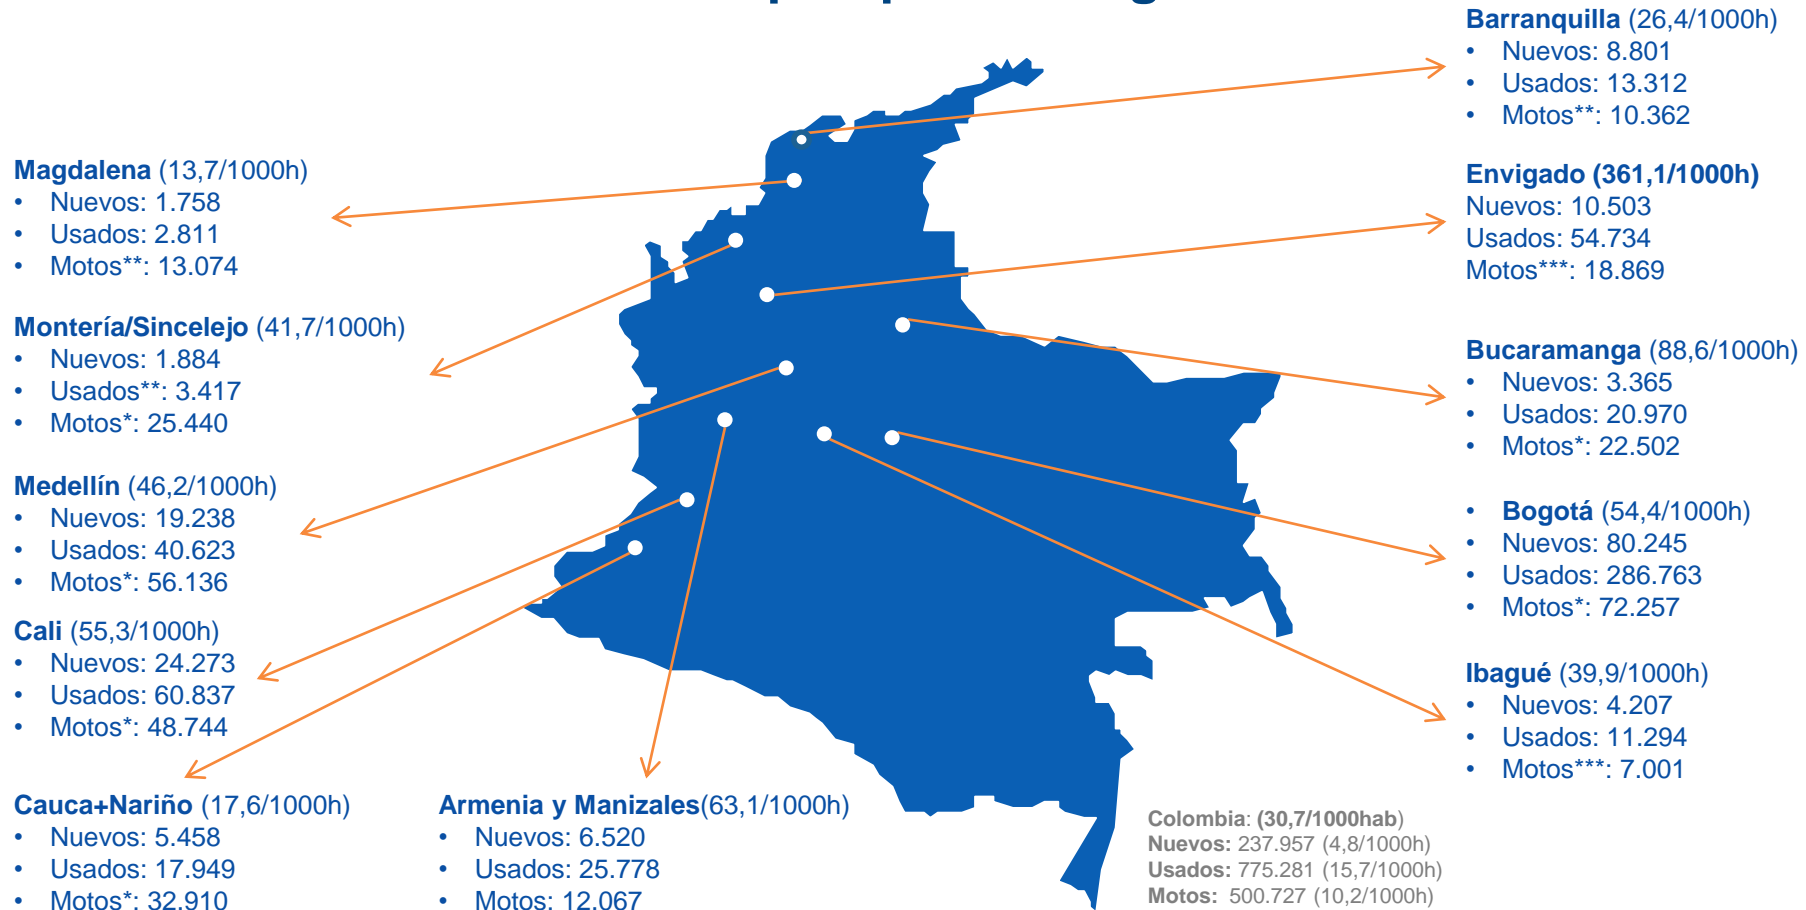 Magdalena (13,7/1000h)
• Nuevos: 1.758
• Usados: 2.811
• Motos**: 13.074
Montería/Sincelejo (41,7/1000h)
• Nuevos: 1.884
• Usados**: 3.417
• Motos*: 25.440
Medellín (46,2/1000h)
• Nuevos: 19.238
• Usados: 40.623
• Motos*: 56.136
Cali (55,3/1000h)
• Nuevos: 24.273
• Usados: 60.837
• Motos*: 48.744
Cauca+Nariño (17,6/1000h)
• Nuevos: 5.458
• Usados: 17.949
• Motos*: 32.910
Armenia y Manizales(63,1/1000h)
• Nuevos: 6.520
• Usados: 25.778
• Motos: 12.067
Barranquilla (26,4/1000h)
• Nuevos: 8.801
• Usados: 13.312
• Motos**: 10.362
Envigado (361,1/1000h)
Nuevos: 10.503
Usados: 54.734
Motos***: 18.869
Bucaramanga (88,6/1000h)
• Nuevos: 3.365
• Usados: 20.970
• Motos*: 22.502
• Bogotá (54,4/1000h)
• Nuevos: 80.245
• Usados: 286.763
• Motos*: 72.257
Ibagué (39,9/1000h)
• Nuevos: 4.207
• Usados: 11.294
• Motos***: 7.001
Colombia: (30,7/1000hab)
Nuevos: 237.957 (4,8/1000h)
Usados: 775.281 (15,7/1000h)
Motos: 500.727 (10,2/1000h)